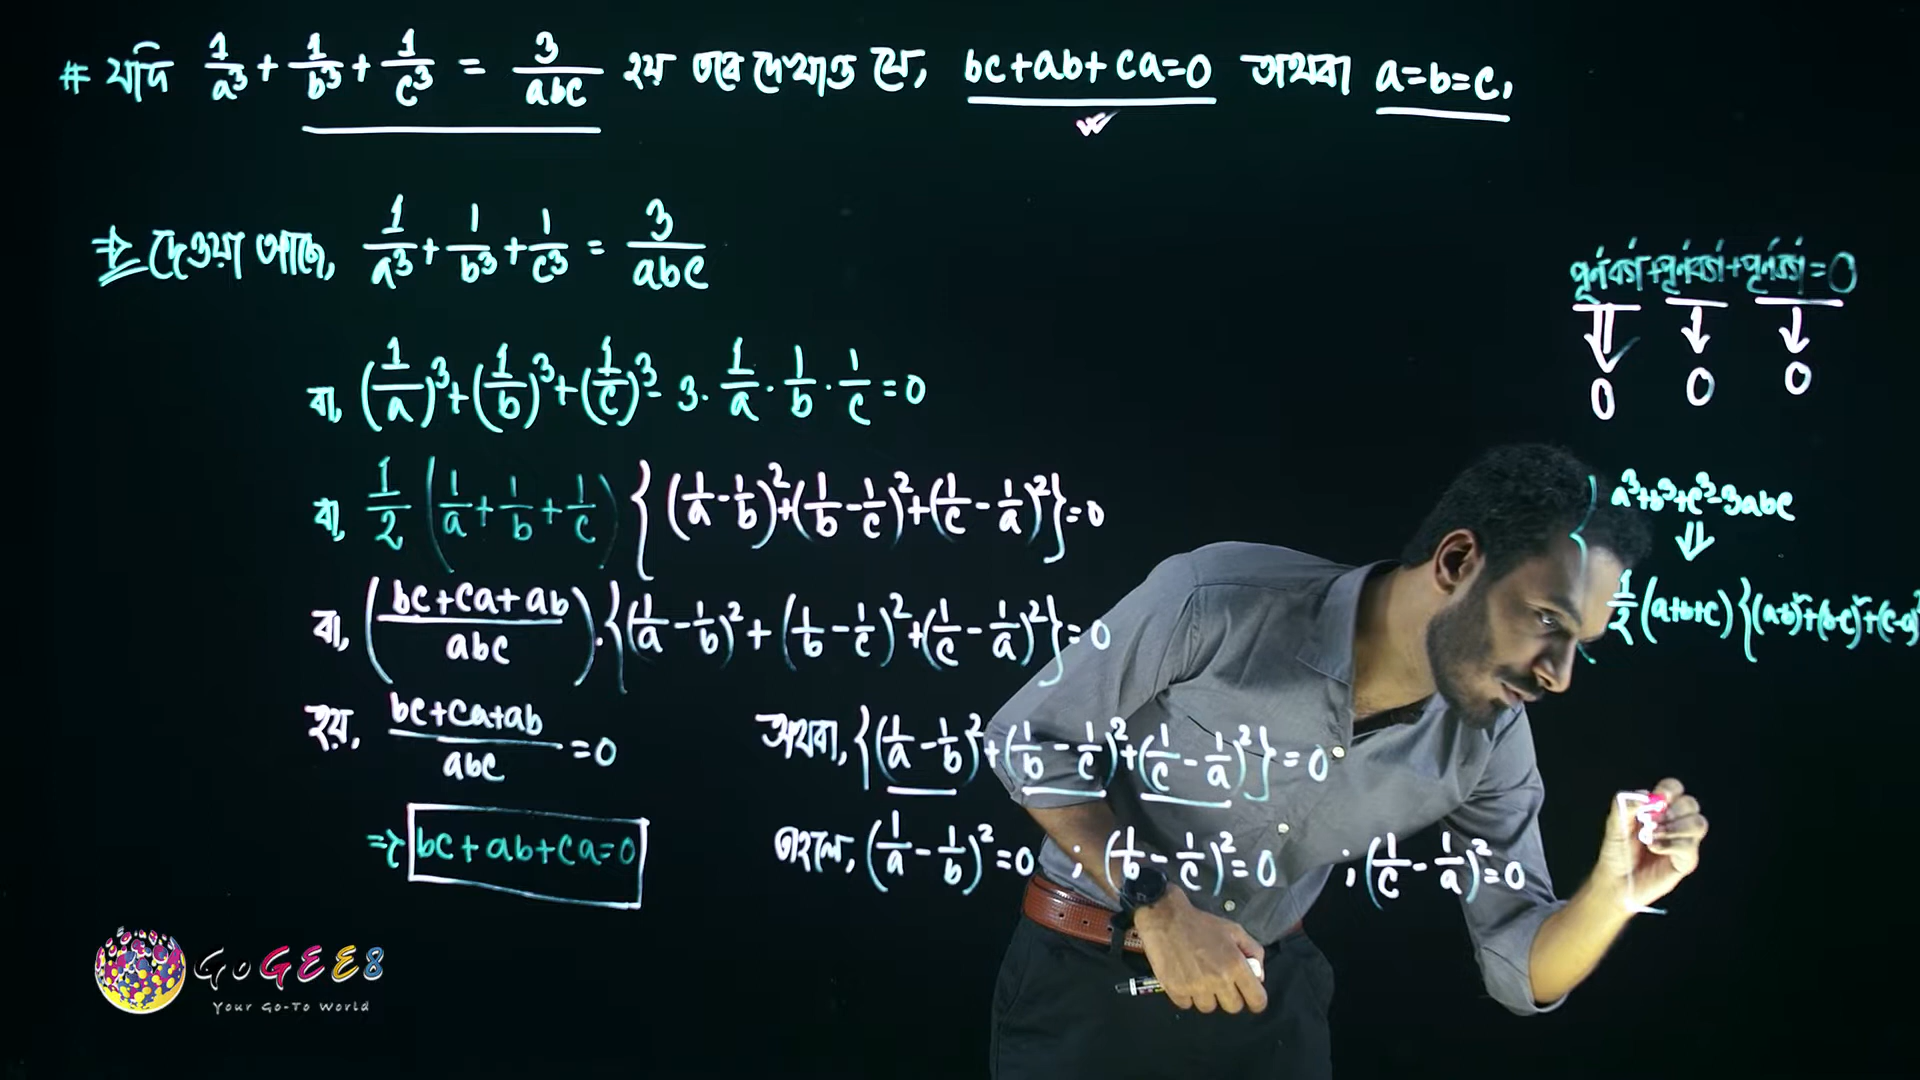 # যদি 1/a³ + 1/b³ + 1/c³ = 3/abc হয় তবে দেখাও যে, bc+ab+ca=0 অথবা a=b=c,
⇒ দেওয়া আছে, 1/a³ + 1/b³ + 1/c³ = 3/abc
পূর্ণবর্গ+পূর্ণবর্গ+পূর্ণবর্গ=0
↓ ↓ ↓
0 0 0
বা, (1/a)³+(1/b)³+(1/c)³- 3. 1/a . 1/b . 1/c = 0
বা, 1/2 (1/a + 1/b + 1/c) {(1/a - 1/b)²+(1/b - 1/c)²+(1/c - 1/a)²}=0
a³+b³+c³-3abc
⇓
1/2 (a+b+c) {(a-b)²+(b-c)²+(c-a)²
বা, (bc+ca+ab/abc).{(1/a - 1/b)² + (1/b - 1/c)²+(1/c - 1/a)²}=0
হয়, bc+ca+ab/abc = 0 অথবা, {(1/a - 1/b)²+(1/b - 1/c)²+(1/c - 1/a)²} = 0
⇒ bc+ab+ca=0 তাহলে, (1/a - 1/b)²=0 ; (1/b - 1/c)²=0 ; (1/c - 1/a)²=0
GoGEE8
Your Go-To World